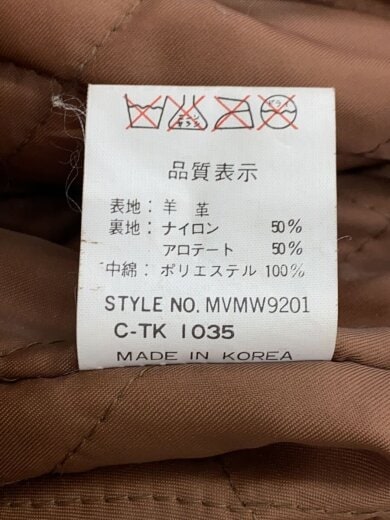 品質表示
表地: 羊 革
裏地: ナイロン 50%
アロテート 50%
中綿: ポリエステル 100%
STYLE NO. MVMW9201
C-TK 1035
MADE IN KOREA